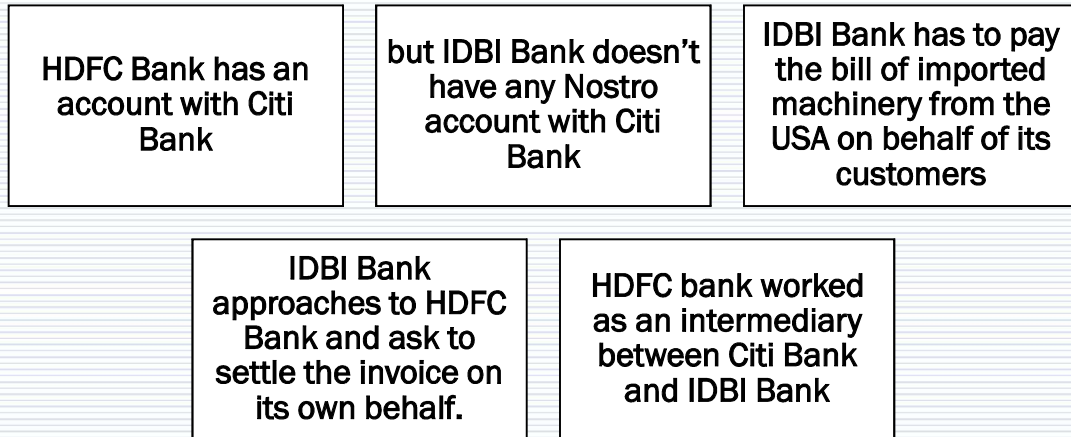 HDFC Bank has an
account with Citi
Bank
but IDBI Bank doesn't
have any Nostro
account with Citi
Bank
IDBI Bank has to pay
the bill of imported
machinery from the
USA on behalf of its
customers
IDBI Bank
approaches to HDFC
Bank and ask to
settle the invoice on
its own behalf.
HDFC bank worked
as an intermediary
between Citi Bank
and IDBI Bank